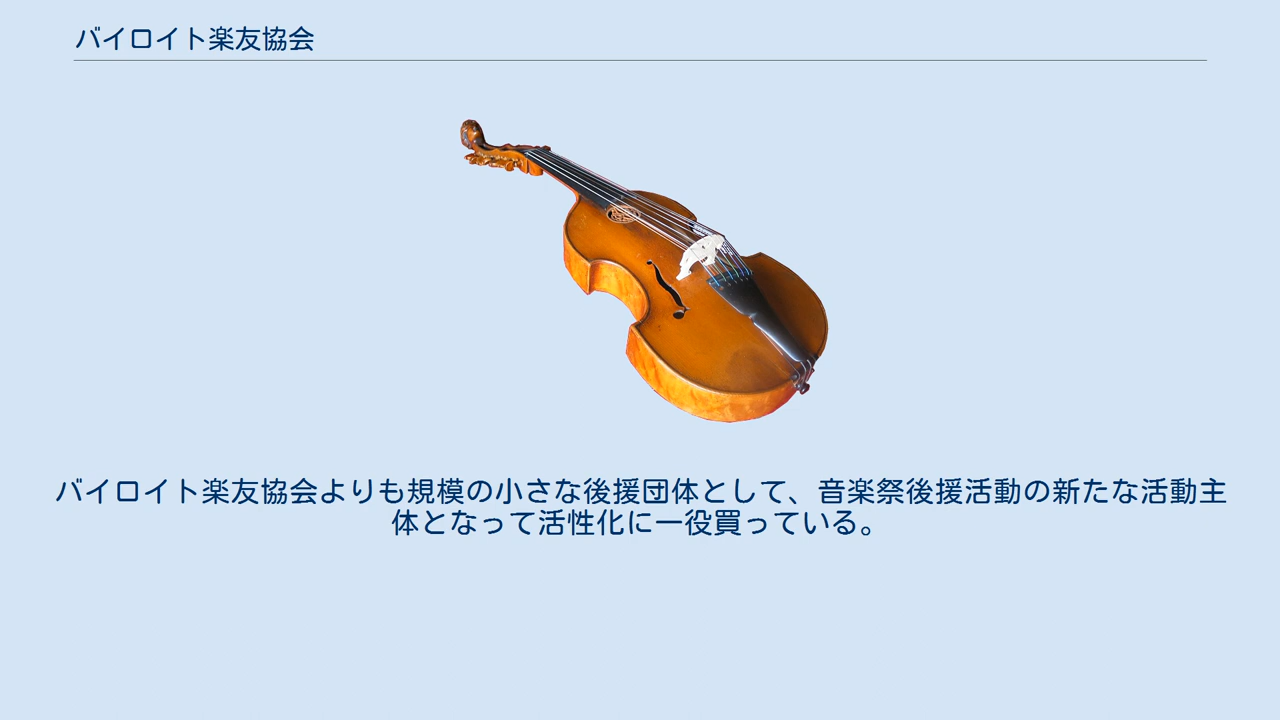 バイロイト楽友協会
バイロイト楽友協会よりも規模の小さな後援団体として、音楽祭後援活動の新たな活動主
体となって活性化に一役買っている。